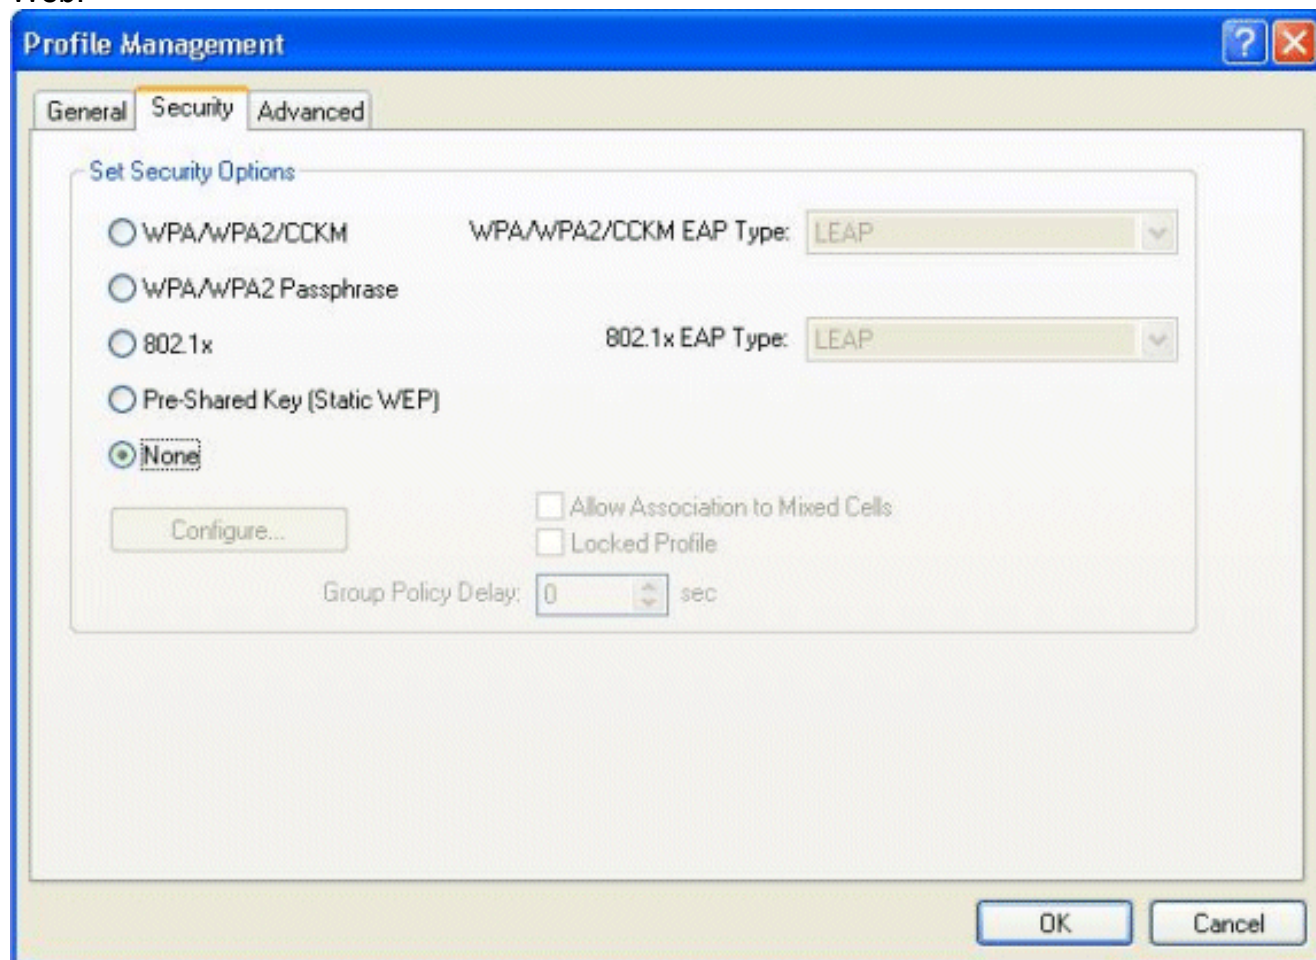 Profile Management
General Security Advanced
Set Security Options
WPA/WPA2/CCKM WPA/WPA2/CCKM EAP Type: LEAP
WPA/WPA2 Passphrase
802.1x 802.1x EAP Type: LEAP
Pre-Shared Key (Static WEP)
None
Configure... Allow Association to Mixed Cells
Locked Profile
Group Policy Delay: 0 sec
OK Cancel